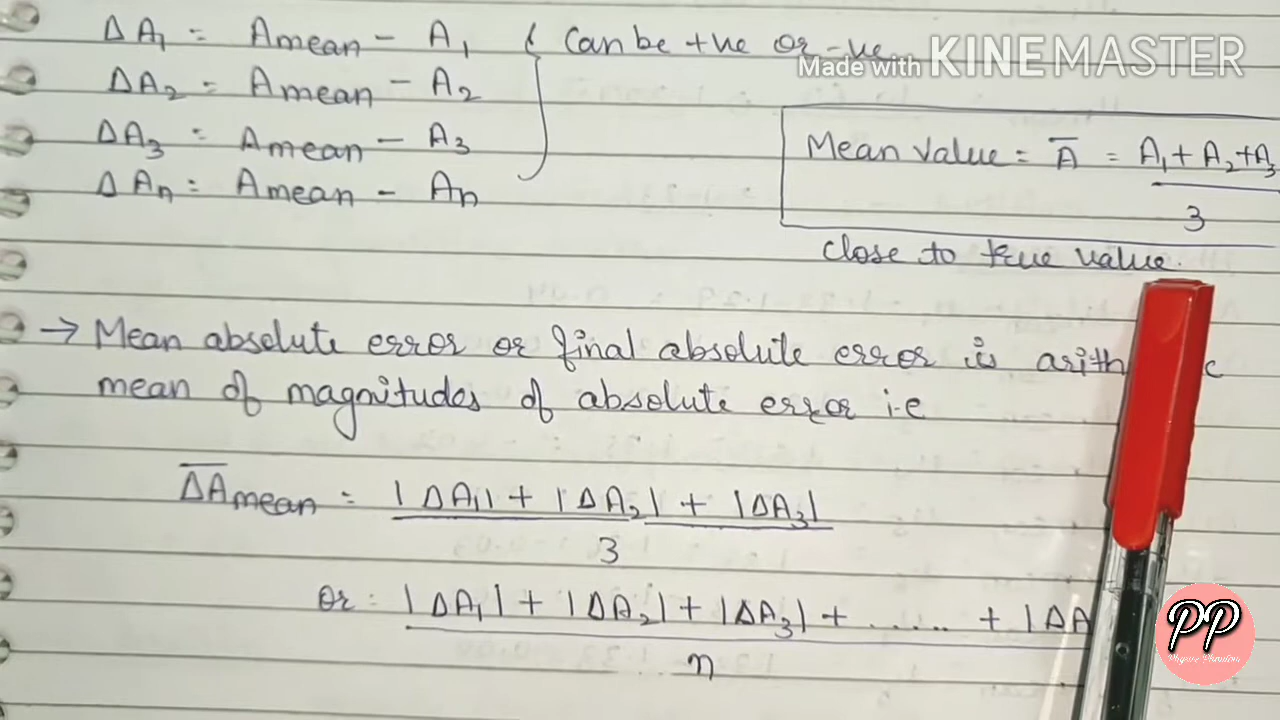 ΔA₁ = Amean - A₁ } Can be +ve or -ve
Made with KINEMASTER
ΔA₂ = Amean - A₂
ΔA₃ = Amean - A₃
ΔAn = Amean - An
Mean value = A̅ = A₁ + A₂ + A₃
3
close to true value.
→ Mean absolute error or final absolute error is
mean of magnitudes of absolute error i.e
Δ̅A̅mean = |ΔA₁| + |ΔA₂| + |ΔA₃|
3
or = |ΔA₁| + |ΔA₂| + |ΔA₃| + ...... + |ΔA
n
PP